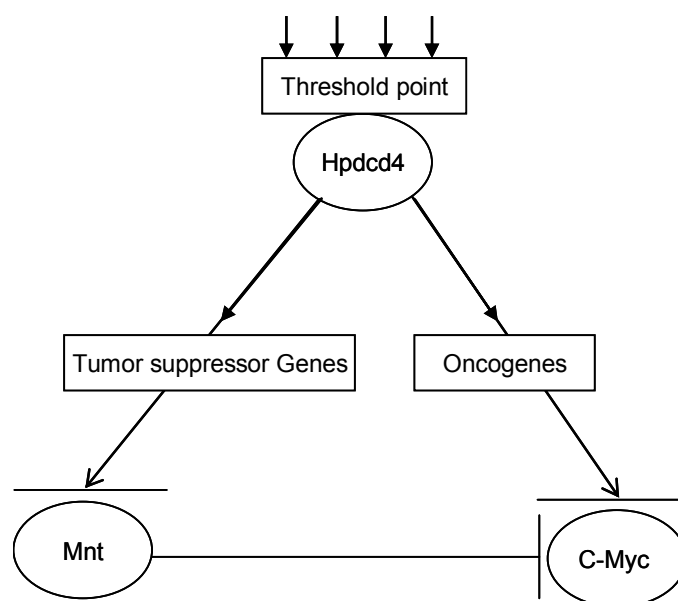 Threshold point
Hpdcd4
Tumor suppressor Genes
Oncogenes
Mnt
C-Myc